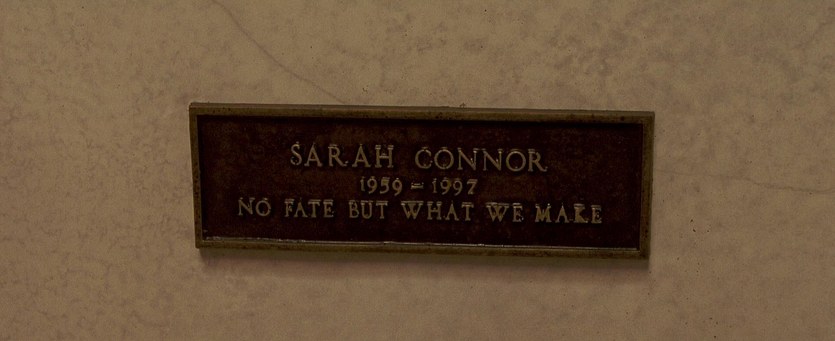 SARAH CONNOR
1959 - 1997
NO FATE BUT WHAT WE MAKE